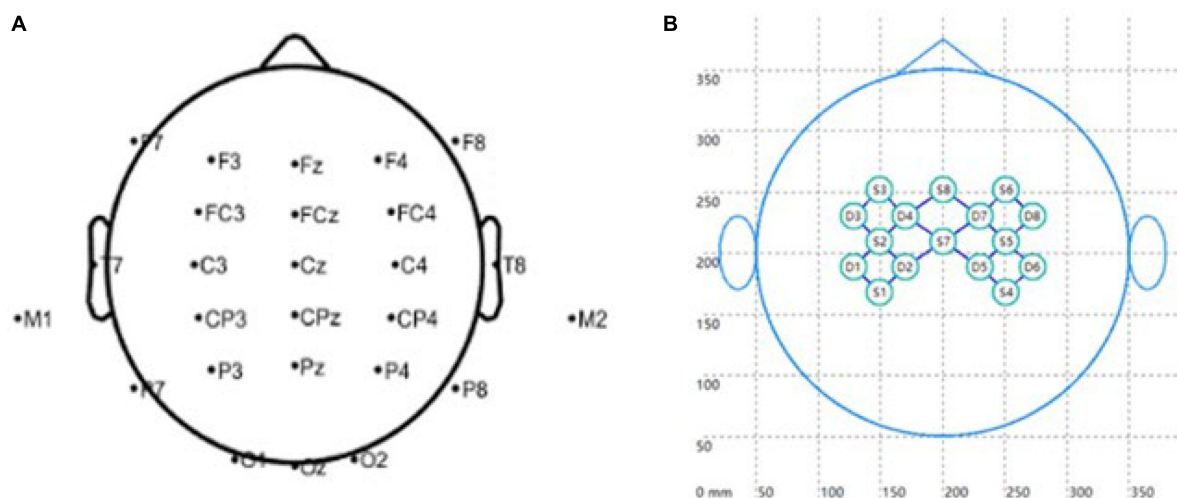 A
F7
F8
F3
Fz
F4
FC3
FCz
FC4
T7
C3
Cz
C4
T8
M1
CP3
CPz
CP4
M2
P3
Pz
P4
P7
P8
O1
Oz
O2
B
350
300
250
200
150
100
50
0 mm
50
100
150
200
250
300
350
S3
S8
S6
D3
D4
D7
D8
S2
S7
S5
D1
D2
D5
D6
S1
S4